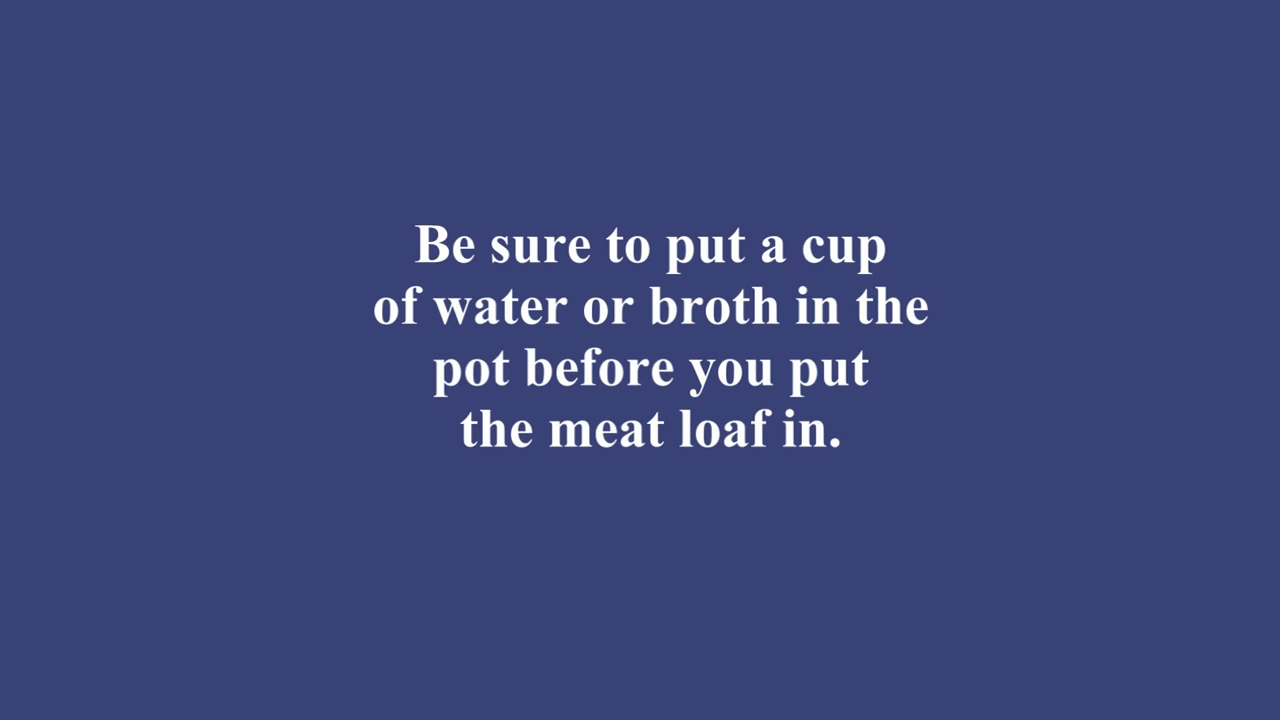 Be sure to put a cup
of water or broth in the
pot before you put
the meat loaf in.